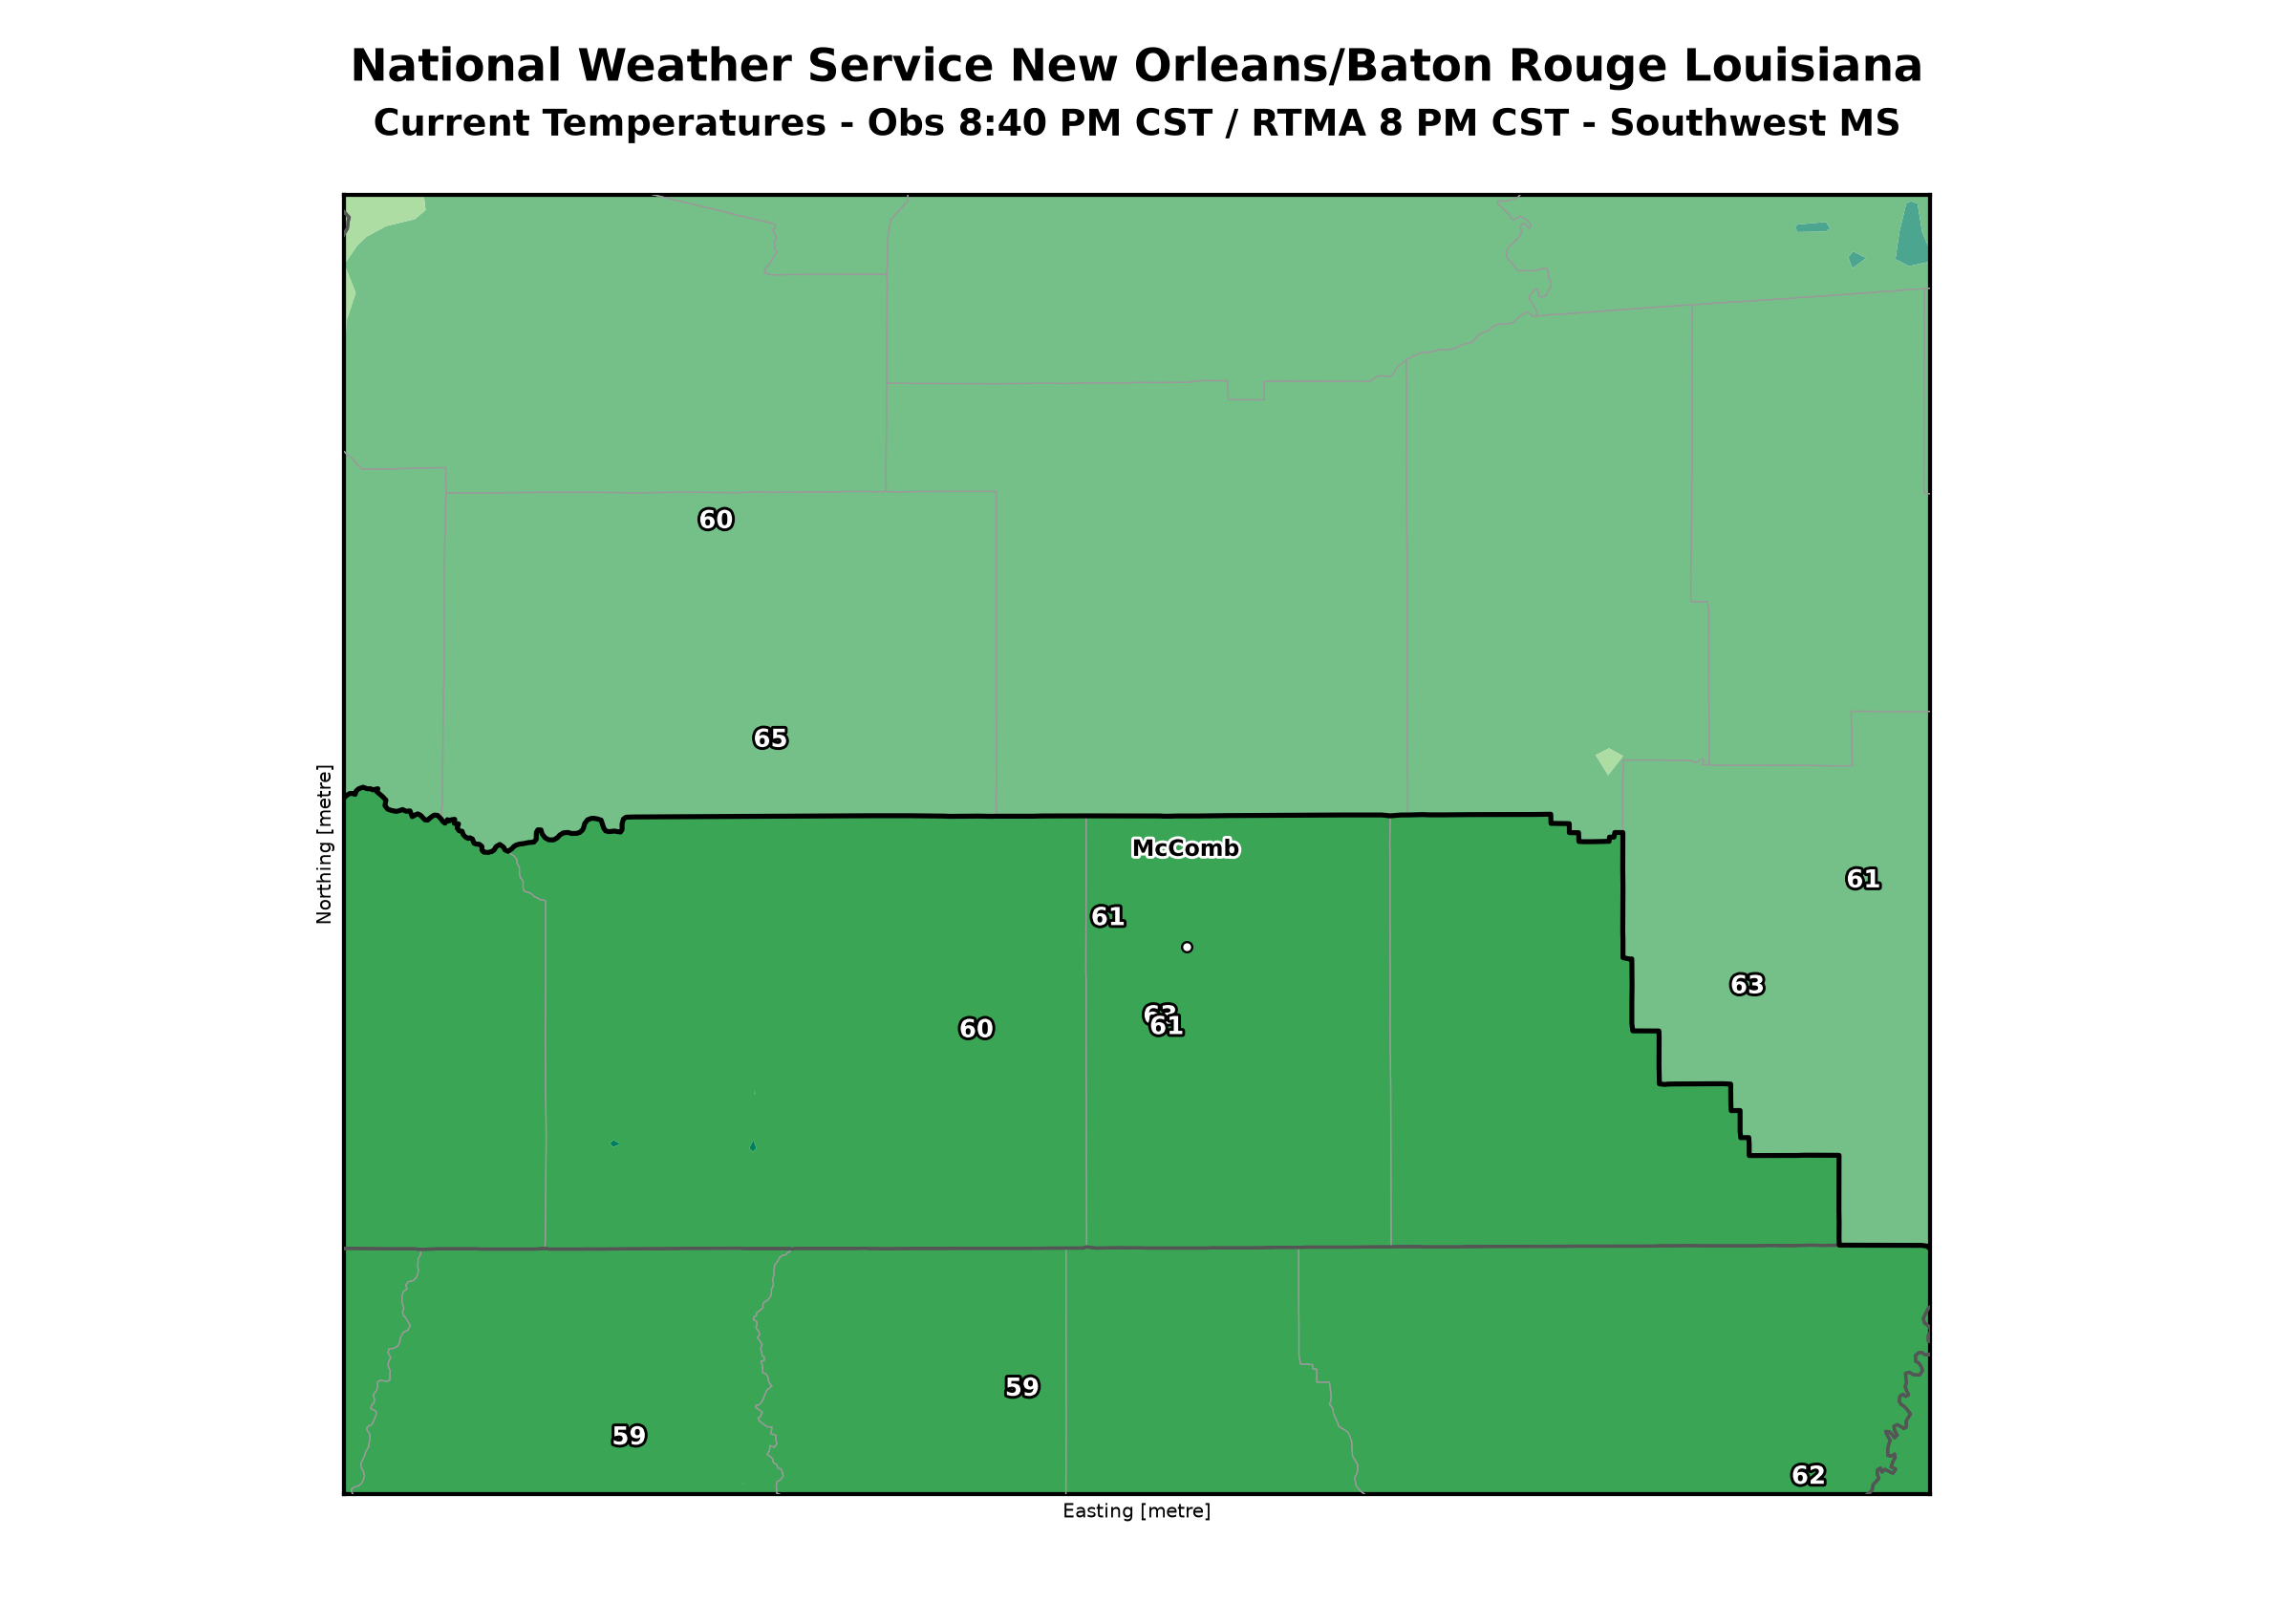 National Weather Service New Orleans/Baton Rouge Louisiana
Current Temperatures - Obs 8:40 PM CST / RTMA 8 PM CST - Southwest MS
60
65
McComb
61
61
63
63
61
60
59
59
62
Northing [metre]
Easting [metre]